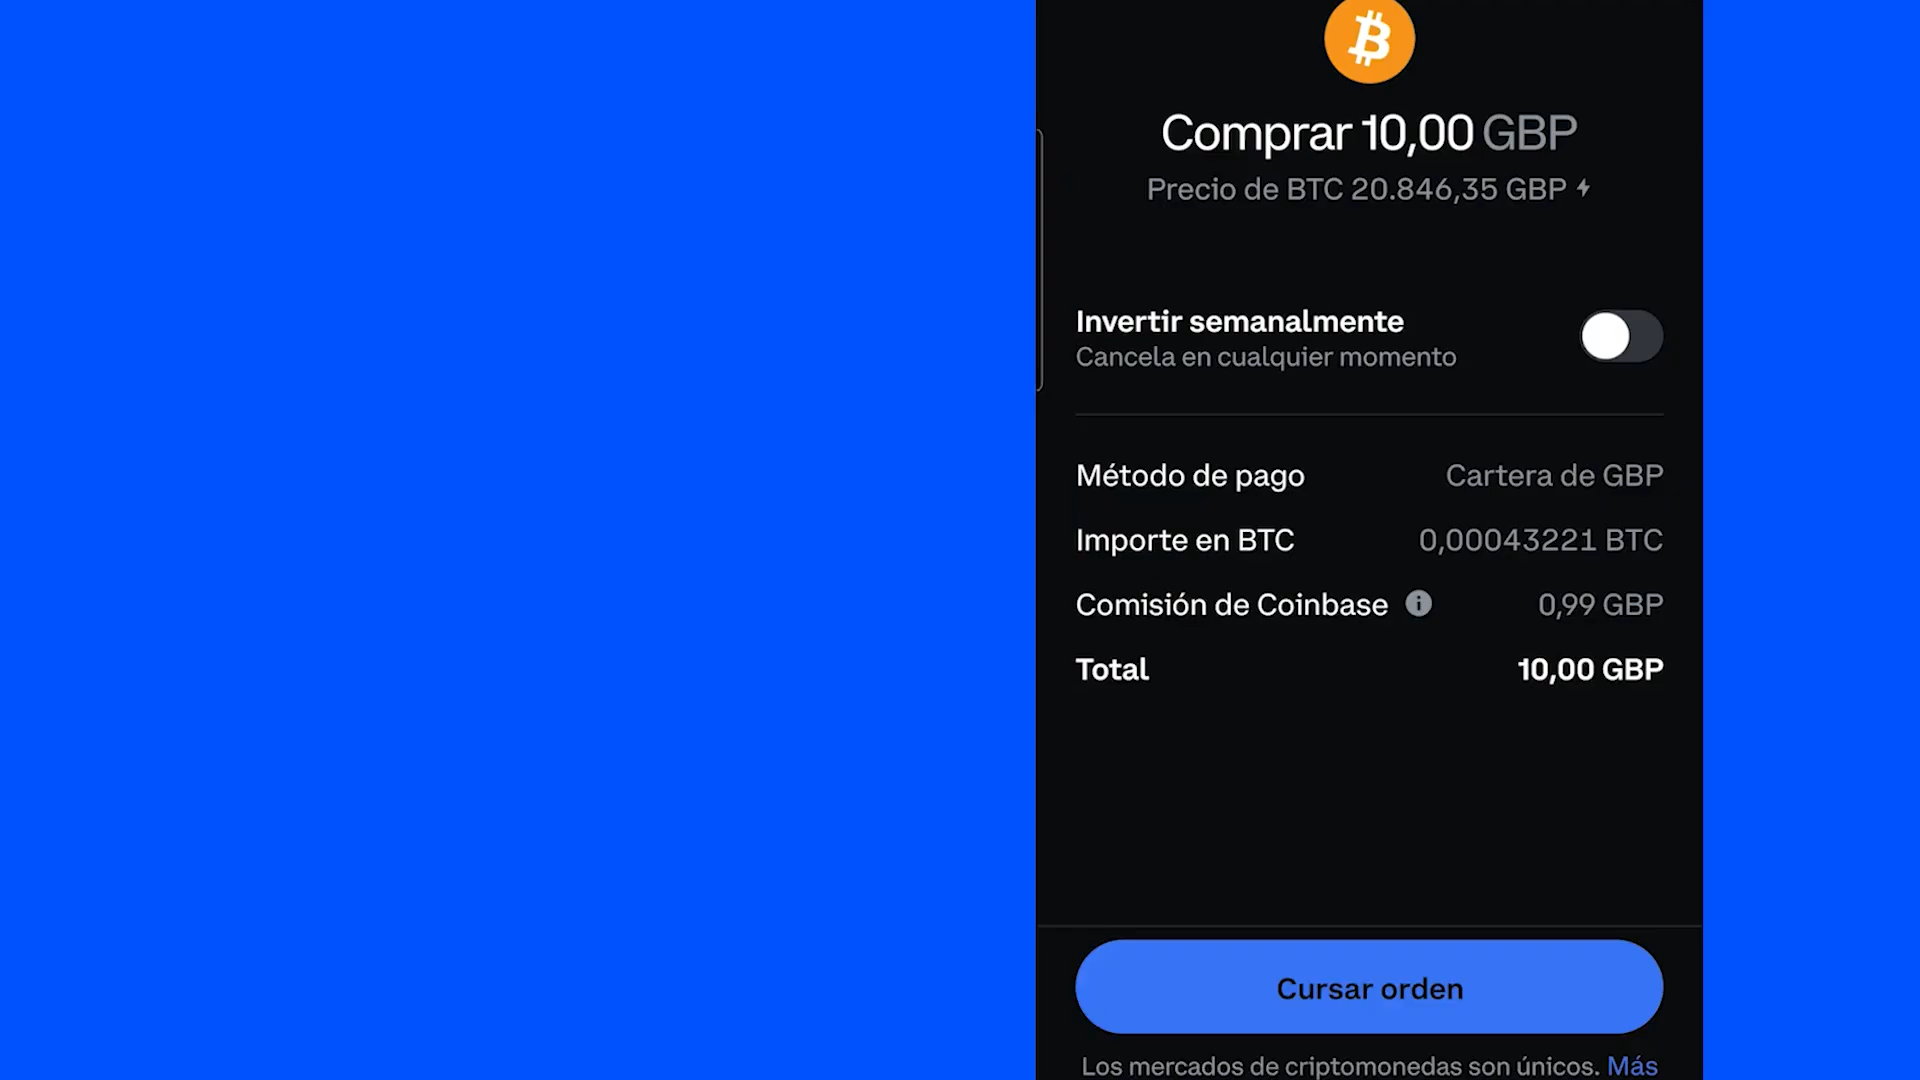 Comprar 10,00 GBP
Precio de BTC 20.846,35 GBP
Invertir semanalmente
Cancela en cualquier momento
Método de pago Cartera de GBP
Importe en BTC 0,00043221 BTC
Comisión de Coinbase 0,99 GBP
Total 10,00 GBP
Cursar orden
Los mercados de criptomonedas son únicos. Más